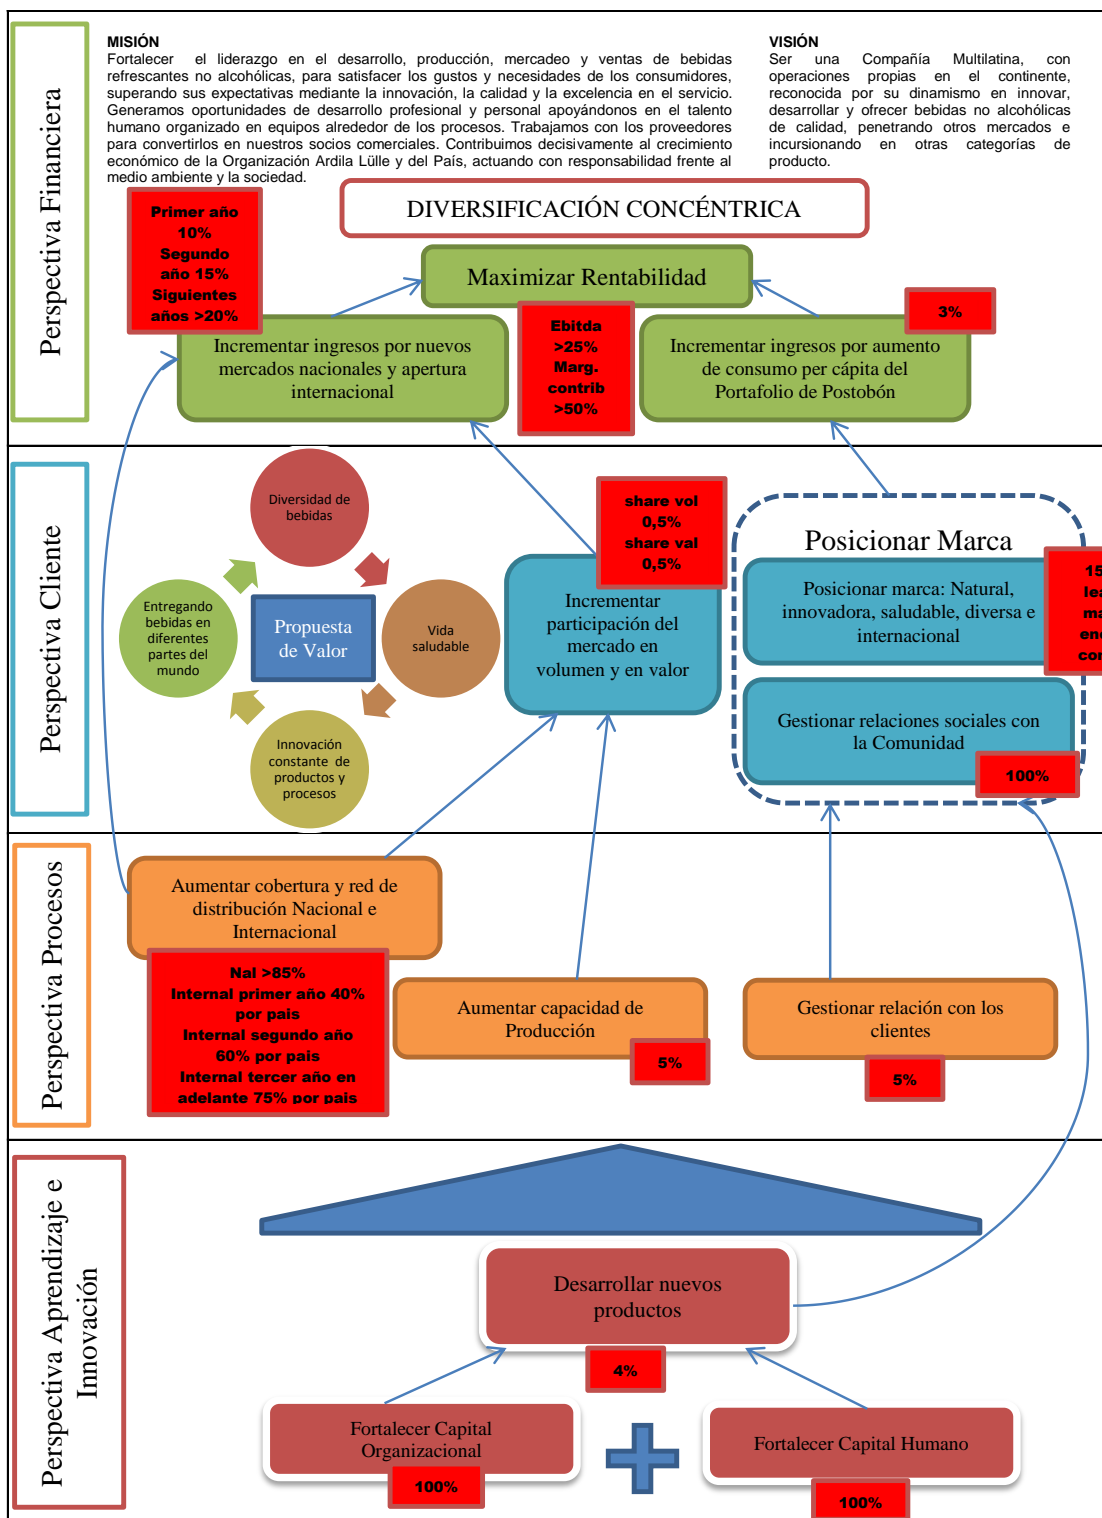 Perspectiva Financiera
MISIÓN
Fortalecer el liderazgo en el desarrollo, producción, mercadeo y ventas de bebidas
refrescantes no alcohólicas, para satisfacer los gustos y necesidades de los consumidores,
superando sus expectativas mediante la innovación, la calidad y la excelencia en el servicio.
Generamos oportunidades de desarrollo profesional y personal apoyándonos en el talento
humano organizado en equipos alrededor de los procesos. Trabajamos con los proveedores
para convertirlos en nuestros socios comerciales. Contribuimos decisivamente al crecimiento
económico de la Organización Ardila Lülle y del País, actuando con responsabilidad frente al
medio ambiente y la sociedad.
VISIÓN
Ser una Compañía Multilatina, con
operaciones propias en el continente,
reconocida por su dinamismo en innovar,
desarrollar y ofrecer bebidas no alcohólicas
de calidad, penetrando otros mercados e
incursionando en otras categorías de
producto.
DIVERSIFICACIÓN CONCÉNTRICA
Primer año
10%
Segundo
año 15%
Siguientes
años >20%
Maximizar Rentabilidad
Incrementar ingresos por nuevos
mercados nacionales y apertura
internacional
Ebitda
>25%
Marg.
contrib
>50%
3%
Incrementar ingresos por aumento
de consumo per cápita del
Portafolio de Postobón
Perspectiva Cliente
Diversidad de
bebidas
Entregando
bebidas en
diferentes
partes del
mundo
Propuesta
de Valor
Vida
saludable
Innovación
constante de
productos y
procesos
share vol
0,5%
share val
0,5%
Incrementar
participación del
mercado en
volumen y en valor
Posicionar Marca
Posicionar marca: Natural,
innovadora, saludable, diversa e
internacional
15
lea
ma
end
con
Gestionar relaciones sociales con
la Comunidad
100%
Perspectiva Procesos
Aumentar cobertura y red de
distribución Nacional e
Internacional
Nal >85%
Internal primer año 40%
por pais
Internal segundo año
60% por pais
Internal tercer año en
adelante 75% por pais
Aumentar capacidad de
Producción
5%
Gestionar relación con los
clientes
5%
Perspectiva Aprendizaje e
Innovación
Desarrollar nuevos
productos
4%
Fortalecer Capital
Organizacional
100%
Fortalecer Capital Humano
100%